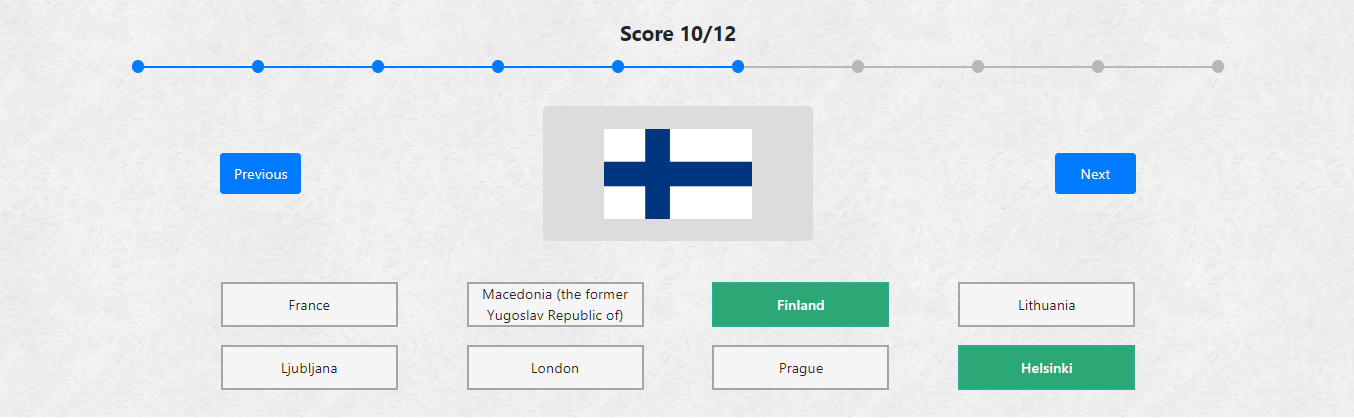 Score 10/12
Previous
Next
France
Macedonia (the former
Yugoslav Republic of)
Finland
Lithuania
Ljubljana
London
Prague
Helsinki